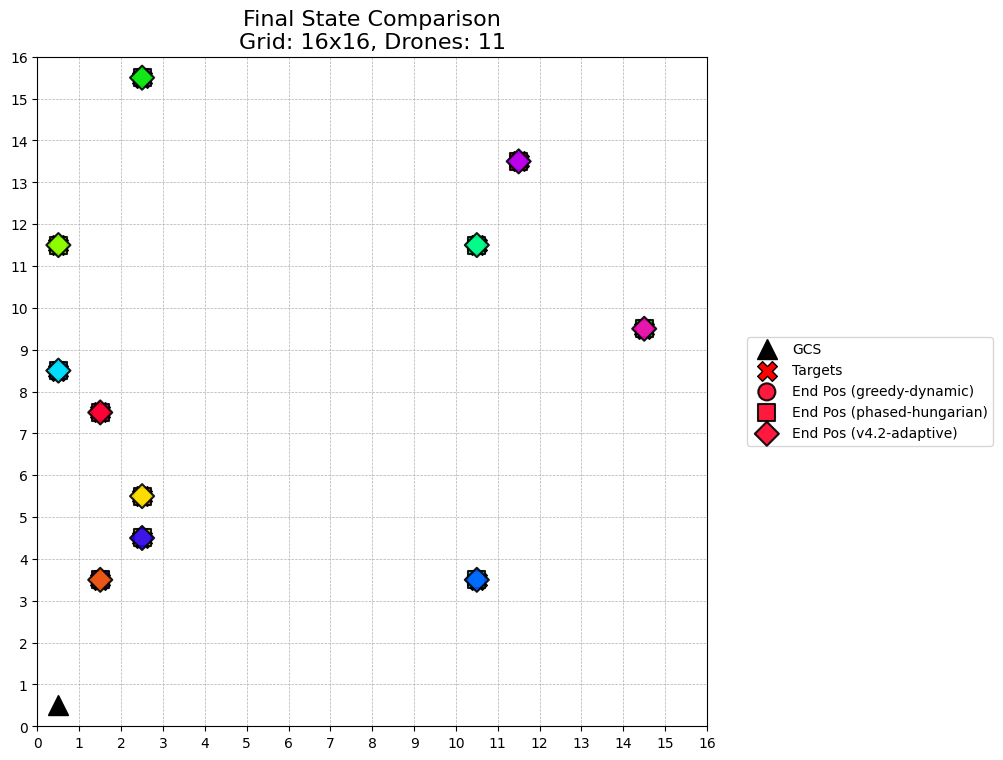 Final State Comparison
Grid: 16x16, Drones: 11
16
15
14
13
12
11
10
9
8
7
6
5
4
3
2
1
0
0 1 2 3 4 5 6 7 8 9 10 11 12 13 14 15 16
GCS
Targets
End Pos (greedy-dynamic)
End Pos (phased-hungarian)
End Pos (v4.2-adaptive)